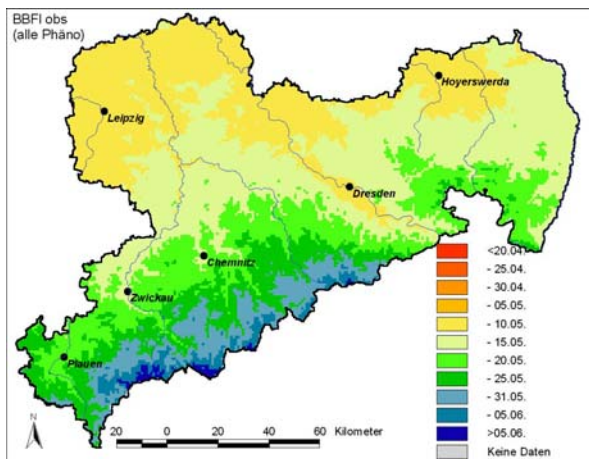 BBFl obs
(alle Phäno)
Hoyerswerda
Leipzig
Dresden
Chemnitz
Zwickau
Plauen
<20.04.
- 25.04.
- 30.04.
- 05.05.
- 10.05.
- 15.05.
- 20.05.
- 25.05.
- 31.05.
- 05.06.
>05.06.
Keine Daten
N
20 0 20 40 60 Kilometer